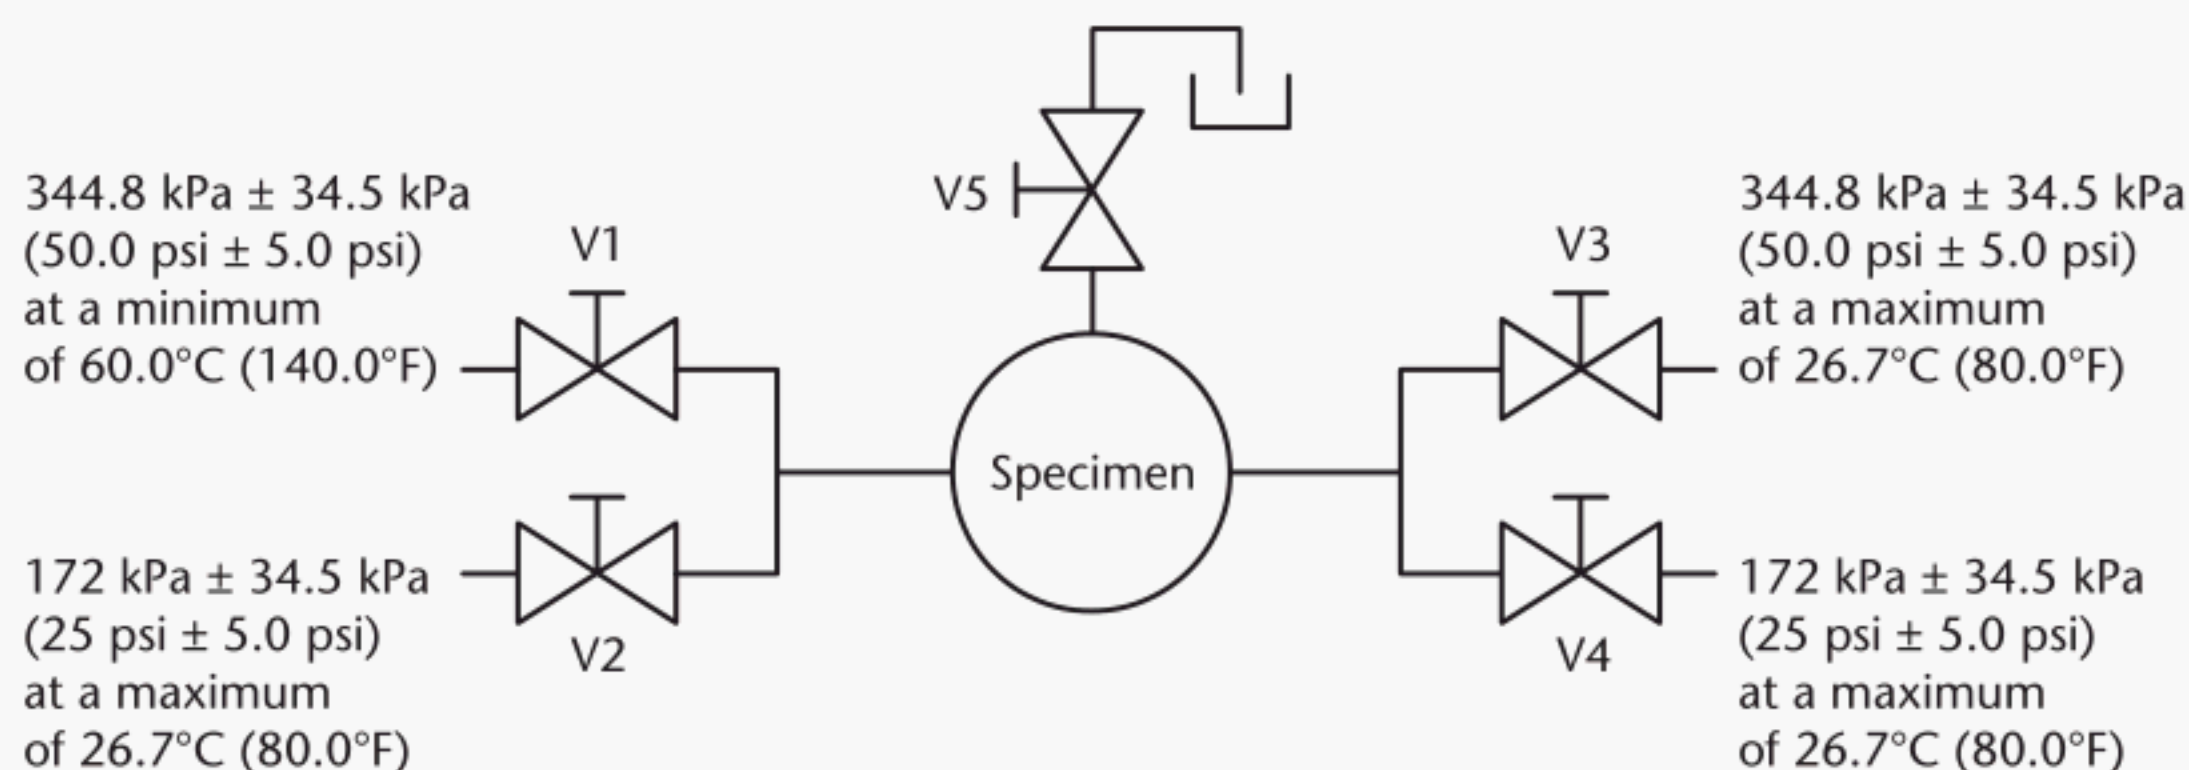 344.8 kPa ± 34.5 kPa
(50.0 psi ± 5.0 psi)
at a minimum
of 60.0°C (140.0°F)
V1
V5
V3
344.8 kPa ± 34.5 kPa
(50.0 psi ± 5.0 psi)
at a maximum
of 26.7°C (80.0°F)
Specimen
172 kPa ± 34.5 kPa
(25 psi ± 5.0 psi)
at a maximum
of 26.7°C (80.0°F)
V2
V4
172 kPa ± 34.5 kPa
(25 psi ± 5.0 psi)
at a maximum
of 26.7°C (80.0°F)